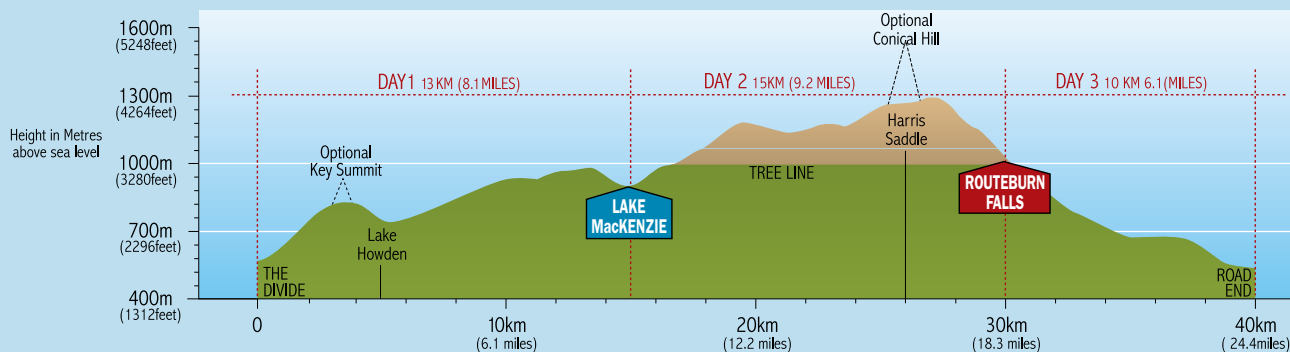 1600m
(5248feet)
1300m
(4264feet)
Height in Metres
above sea level
1000m
(3280feet)
700m
(2296feet)
400m
(1312feet)
DAY1 13 KM (8.1MILES)
DAY 2 15KM (9.2 MILES)
DAY 3 10 KM 6.1(MILES)
Optional
Conical Hill
Optional
Key Summit
Harris
Saddle
TREE LINE
LAKE
MacKENZIE
ROUTEBURN
FALLS
Lake
Howden
THE
DIVIDE
ROAD
END
0
10km
(6.1 miles)
20km
(12.2 miles)
30km
(18.3 miles)
40km
( 24.4miles)